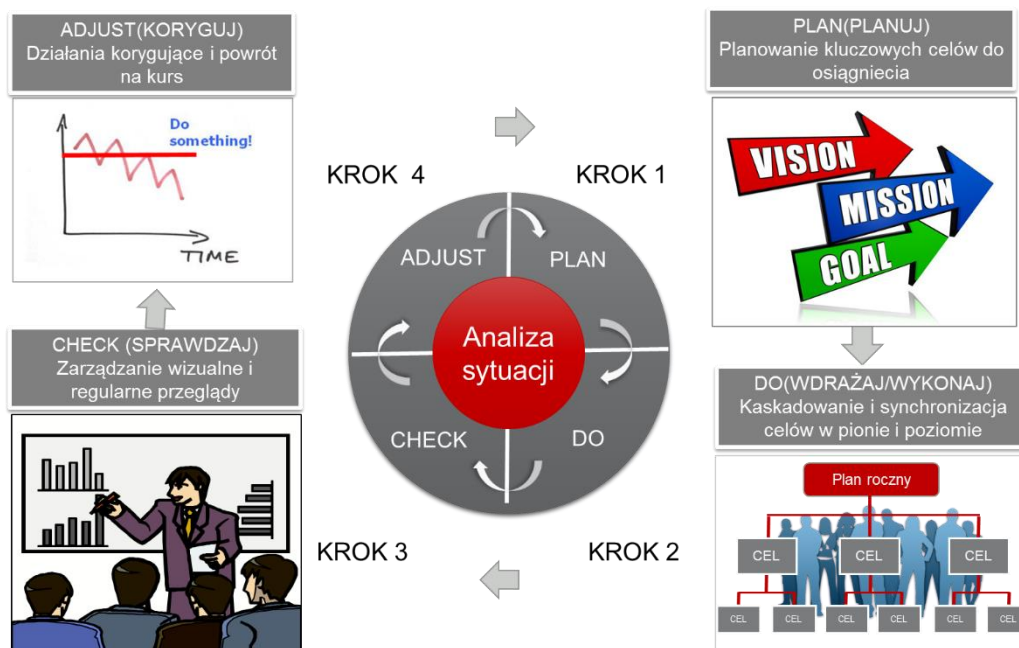 ADJUST(KORYGUJ)
Działania korygujące i powrót
na kurs
Do
something!
TIME
PLAN(PLANUJ)
Planowanie kluczowych celów do
osiągniecia
VISION
MISSION
GOAL
KROK 4
KROK 1
ADJUST
PLAN
Analiza
sytuacji
CHECK
DO
KROK 3
KROK 2
CHECK (SPRAWDZAJ)
Zarządzanie wizualne i
regularne przeglądy
DO(WDRAŻAJ/WYKONAJ)
Kaskadowanie i synchronizacja
celów w pionie i poziomie
Plan roczny
CEL
CEL
CEL
CEL
CEL
CEL
CEL
CEL
CEL